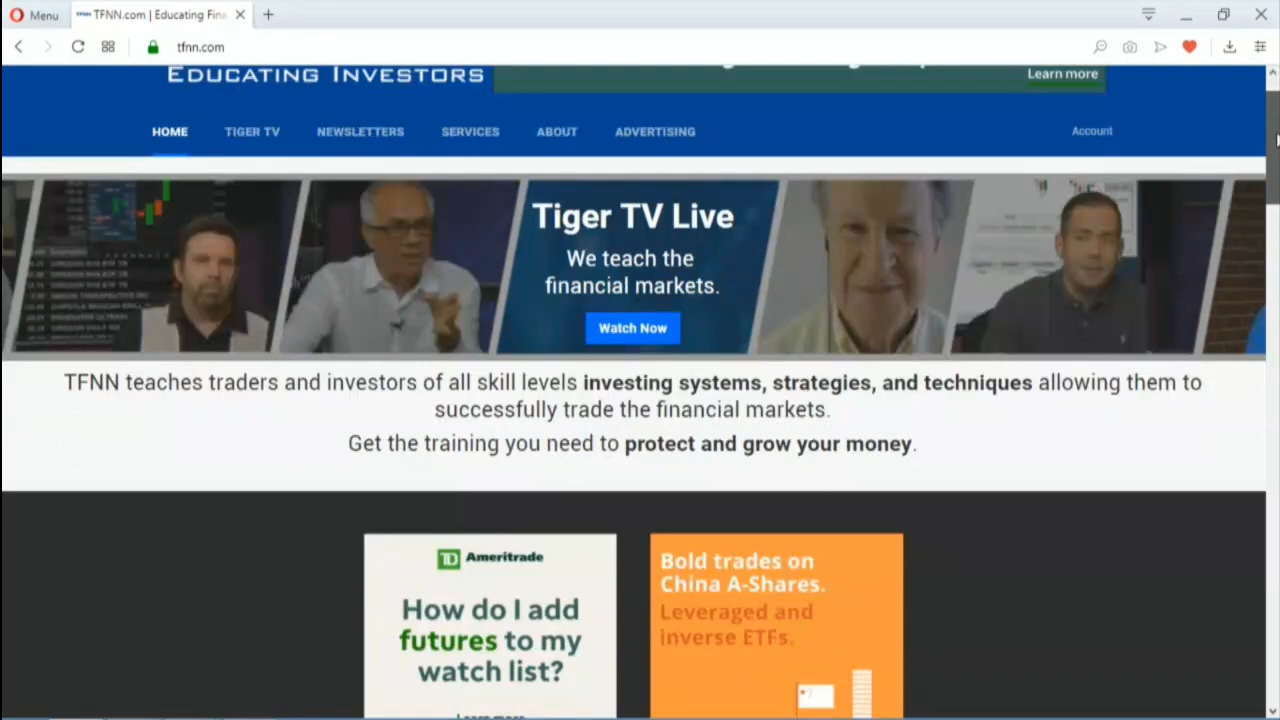 Menu
TFNN.com | Educating Fina
tfnn.com
EDUCATING INVESTORS
Learn more
HOME
TIGER TV
NEWSLETTERS
SERVICES
ABOUT
ADVERTISING
Account
Tiger TV Live
We teach the
financial markets.
Watch Now
TFNN teaches traders and investors of all skill levels investing systems, strategies, and techniques allowing them to
successfully trade the financial markets.
Get the training you need to protect and grow your money.
TD Ameritrade
How do I add
futures to my
watch list?
Learn more
Bold trades on
China A-Shares.
Leveraged and
inverse ETFs.